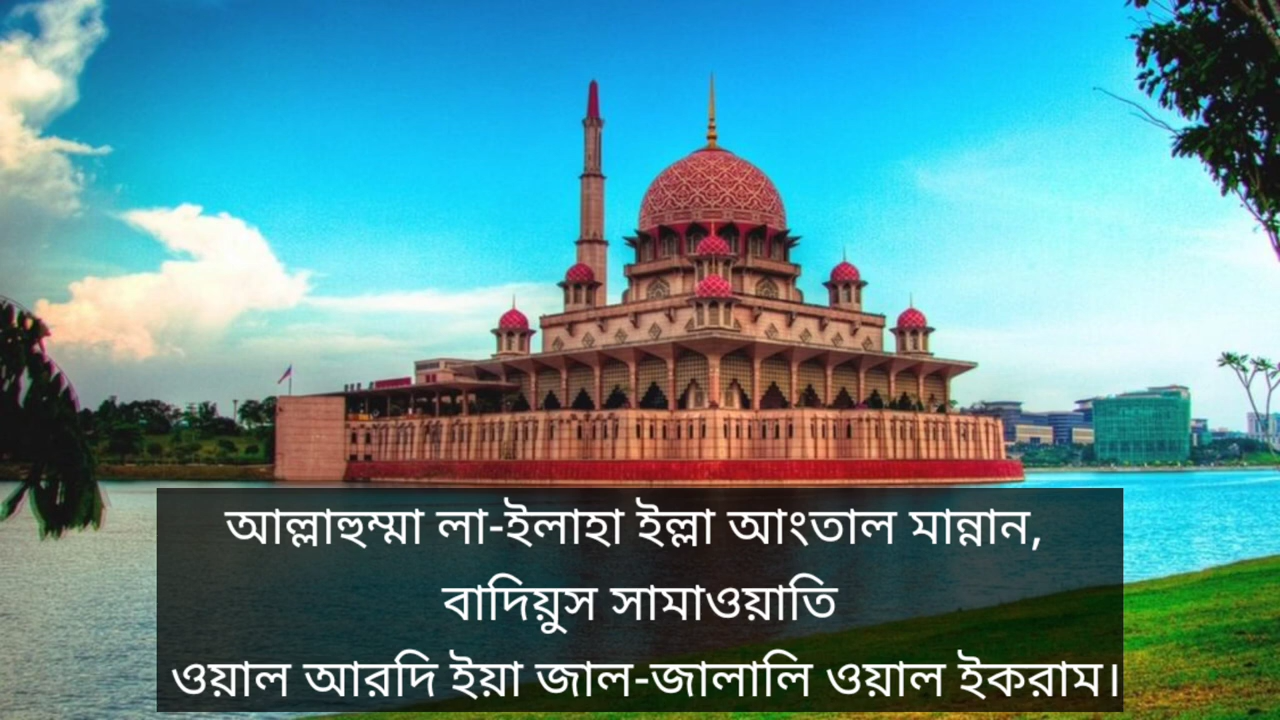 আল্লাহুম্মা লা-ইলাহা ইল্লা আংতাল মান্নান,
বাদিয়ুস সামাওয়াতি
ওয়াল আরদি ইয়া জাল-জালালি ওয়াল ইকরাম।